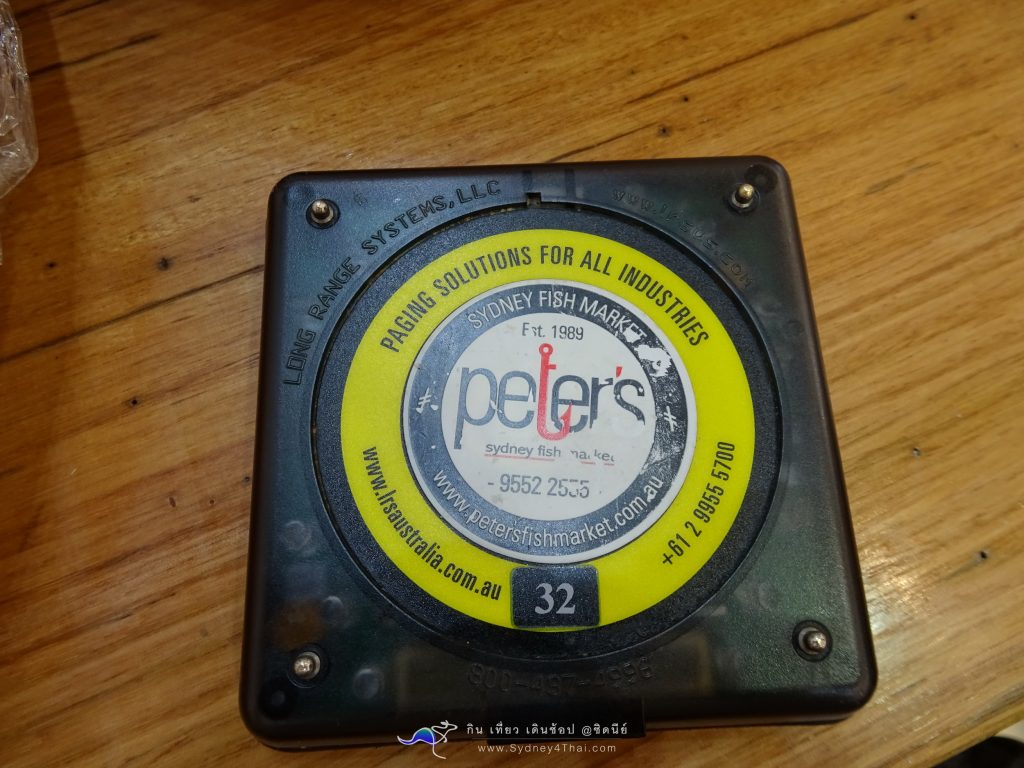 LONG RANGE SYSTEMS, LLC
PAGING SOLUTIONS FOR ALL INDUSTRIES
SYDNEY FISH MARKET
Est. 1989
peter's
sydney fish market
- 9552 2555
www.petersfishmarket.com.au
www.lrsaustralia.com.au
+61 2 9955 5700
32
800-437-4996
กิน เที่ยว เดินช้อป @ซิดนีย์
www.Sydney4Thai.com